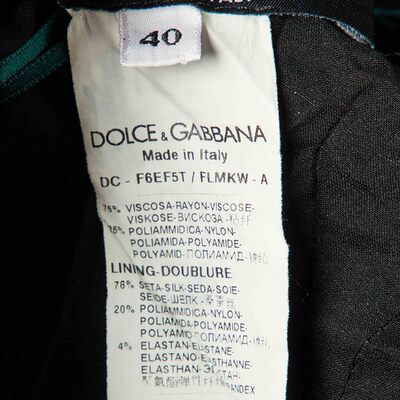 40
DOLCE & GABBANA
Made in Italy
DC - F6EF5T / FLMKW - A
75% VISCOSA-RAYON-VISCOSE-
VISKOSE-ВИСКОЗА-
25% POLIAMMIDICA-NYLON-
POLIAMIDA-POLYAMIDE-
POLYAMID-ПОЛИАМИД-
LINING-DOUBLURE
76% SETA-SILK-SEDA-SOIE-
SEIDE-ШЕЛК-
20% POLIAMMIDICA-NYLON-
POLIAMIDA-POLYAMIDE-
POLYAMID-ПОЛИАМИД-
4% ELASTAN-ELASTANE-
ELASTANO-ELASTHANNE-
ELASTHAN-ЭЛАСТАН-